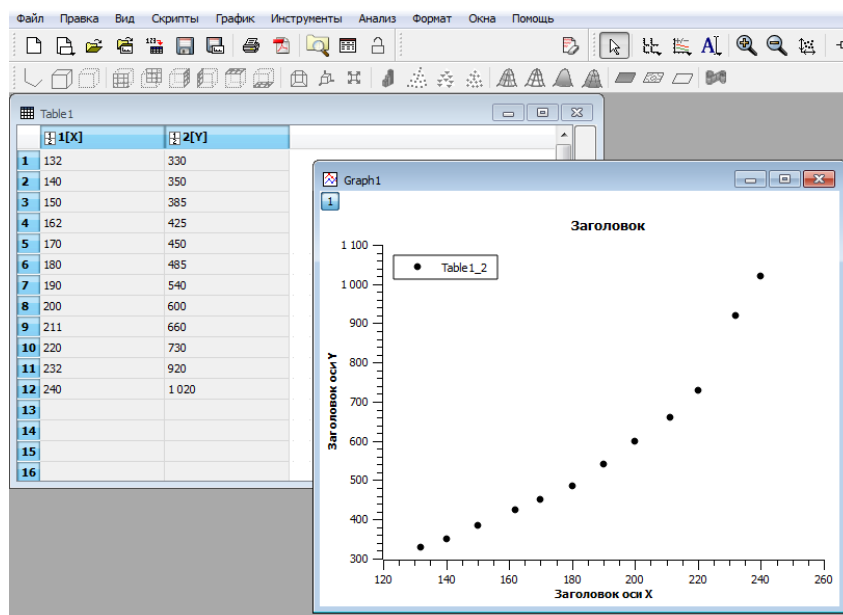 Файл Правка Вид Скрипты График Инструменты Анализ Формат Окна Помощь
Table1
1[X] 2[Y]
1 132 330
2 140 350
3 150 385
4 162 425
5 170 450
6 180 485
7 190 540
8 200 600
9 211 660
10 220 730
11 232 920
12 240 1 020
13
14
15
16
Graph1
1
Заголовок
Table1_2
1 100
1 000
900
800
700
600
500
400
300
Заголовок оси Y
120 140 160 180 200 220 240 260
Заголовок оси X